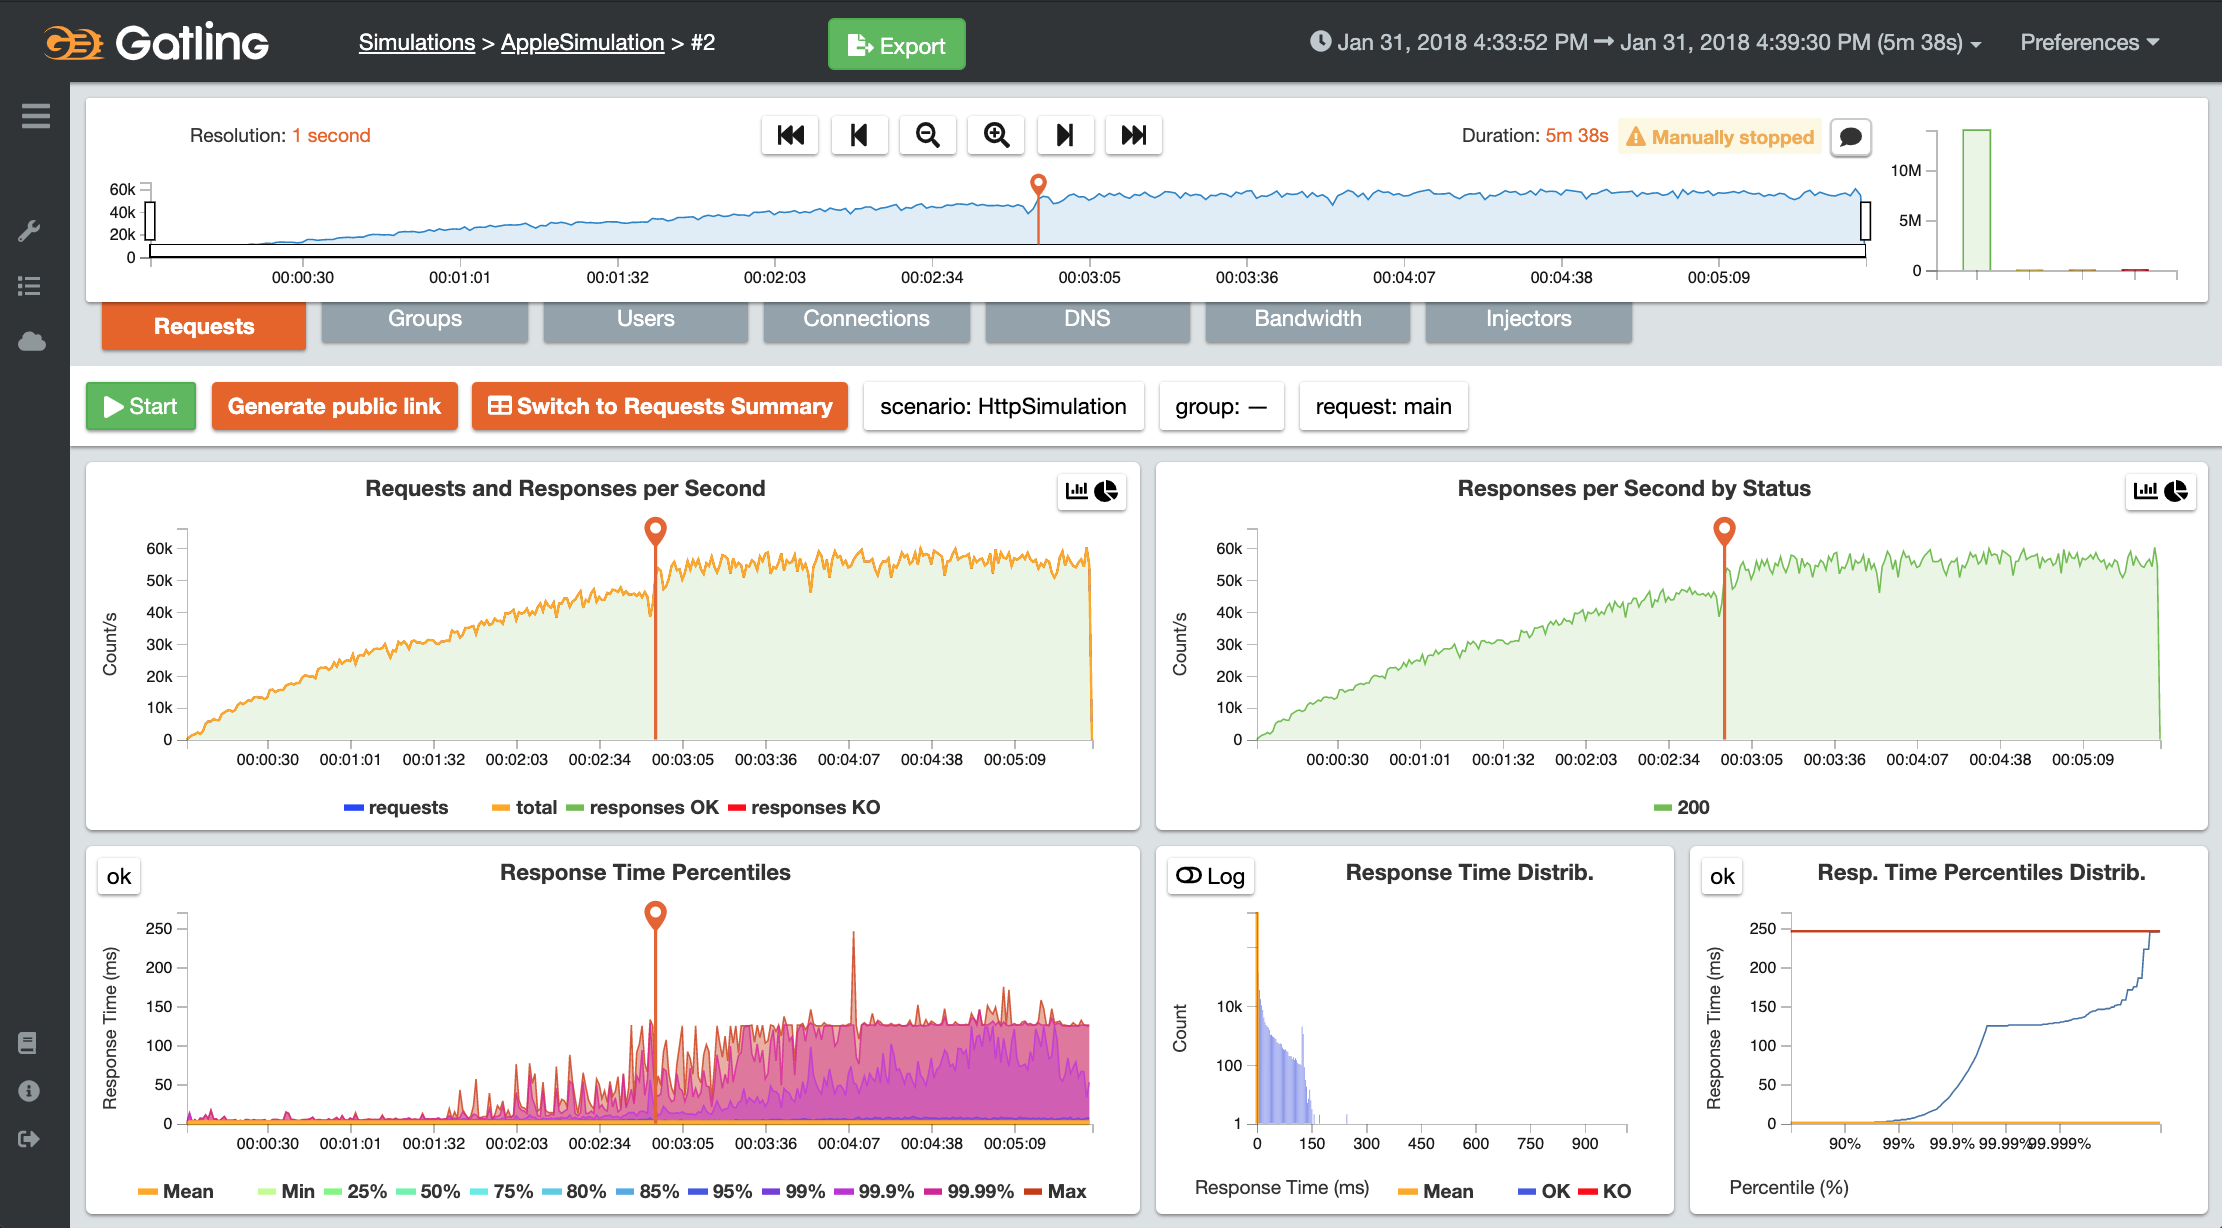 Gatling
Simulations > AppleSimulation > #2
Export
Jan 31, 2018 4:33:52 PM → Jan 31, 2018 4:39:30 PM (5m 38s)
Preferences
Resolution: 1 second
Duration: 5m 38s
Manually stopped
60k
40k
20k
0
00:00:30 00:01:01 00:01:32 00:02:03 00:02:34 00:03:05 00:03:36 00:04:07 00:04:38 00:05:09
10M
5M
0
Requests
Groups
Users
Connections
DNS
Bandwidth
Injectors
Start
Generate public link
Switch to Requests Summary
scenario: HttpSimulation
group: —
request: main
Requests and Responses per Second
Count/s
60k
50k
40k
30k
20k
10k
0
00:00:30 00:01:01 00:01:32 00:02:03 00:02:34 00:03:05 00:03:36 00:04:07 00:04:38 00:05:09
requests total responses OK responses KO
Responses per Second by Status
Count/s
60k
50k
40k
30k
20k
10k
0
00:00:30 00:01:01 00:01:32 00:02:03 00:02:34 00:03:05 00:03:36 00:04:07 00:04:38 00:05:09
200
ok
Response Time Percentiles
Response Time (ms)
250
200
150
100
50
0
00:00:30 00:01:01 00:01:32 00:02:03 00:02:34 00:03:05 00:03:36 00:04:07 00:04:38 00:05:09
Mean Min 25% 50% 75% 80% 85% 95% 99% 99.9% 99.99% Max
Log
Response Time Distrib.
Count
10k
100
1
0 150 300 450 600 750 900
Response Time (ms)
Mean OK KO
ok
Resp. Time Percentiles Distrib.
Response Time (ms)
250
200
150
100
50
0
90% 99% 99.9% 99.99% 99.999%
Percentile (%)